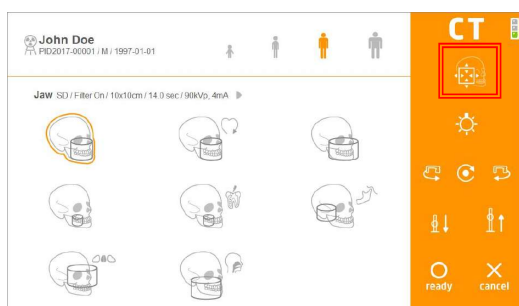 John Doe
PID2017-00001 / M / 1997-01-01
Jaw SD / Filter On / 10x10cm / 14.0 sec / 90kVp, 4mA
CT
ready
cancel